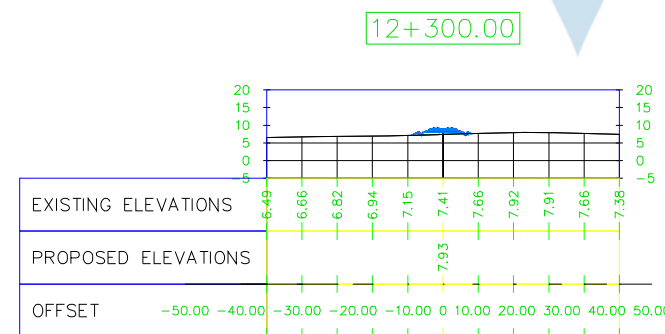 12+300.00
20 20
15 15
10 10
5 5
0 0
-5 -5
EXISTING ELEVATIONS 6.49 6.66 6.82 6.94 7.15 7.41 7.66 7.92 7.91 7.66 7.38
PROPOSED ELEVATIONS 7.93
OFFSET -50.00 -40.00 -30.00 -20.00 -10.00 0 10.00 20.00 30.00 40.00 50.00